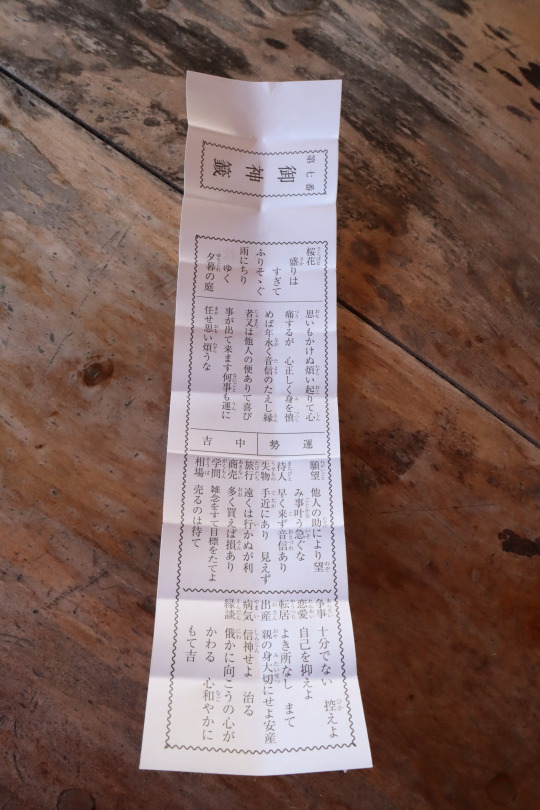 第七番
御神籤
桜花
盛りは
すぎて
ふりそゝぐ
雨にちり
ゆく
夕暮の庭
思いもかけぬ煩い起りて心
痛するが 心正しく身を慎
めば年永く音信のたえし縁
者又は他人の便ありて喜び
事が出て来ます何事も運に
任せ思い煩うな
運勢 中吉
願望 他人の助により望
み事叶う急ぐな
待人 早く来ず音信あり
失物 手近にあり 見えず
旅行 遠くは行かぬが利
商売 多く買えば損あり
学問 雑念をすて目標をたてよ
相場 売るのは待て
争事 十分でない 控えよ
恋愛 自己を抑えよ
転居 よき所なし まて
出産 親の身大切にせよ安産
病気 信神せよ 治る
縁談 俄かに向こうの心が
かわる 心和やかに
もて吉